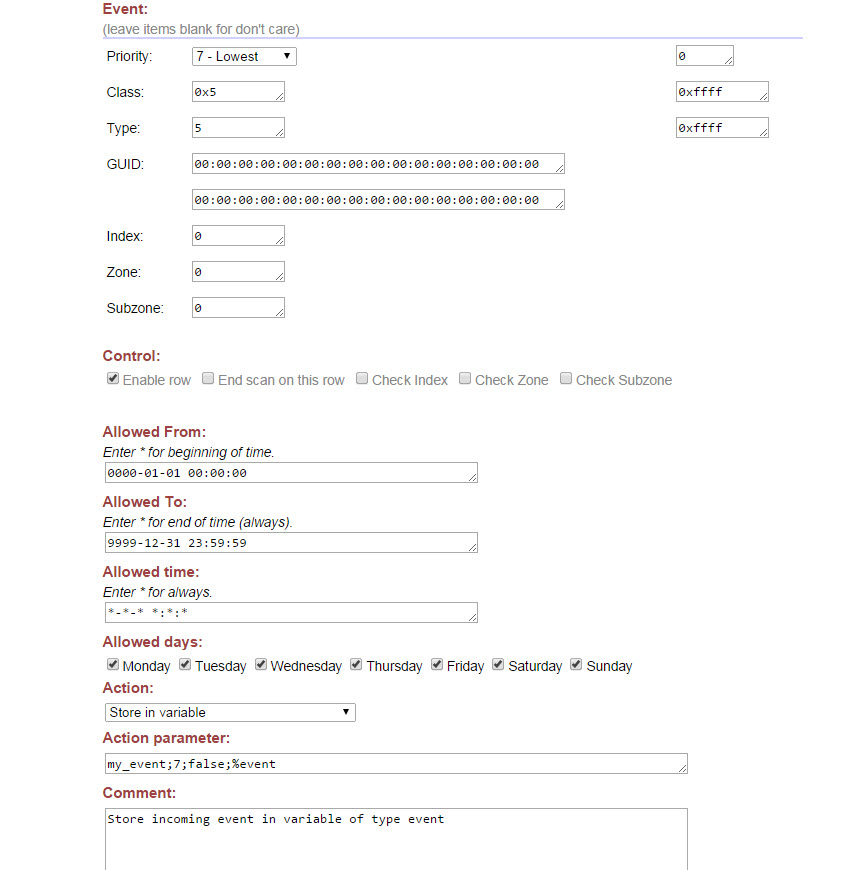 Event:
(leave items blank for don't care)
Priority: 7 - Lowest 0
Class: 0x5 0xffff
Type: 5 0xffff
GUID: 00:00:00:00:00:00:00:00:00:00:00:00:00:00:00:00
00:00:00:00:00:00:00:00:00:00:00:00:00:00:00:00
Index: 0
Zone: 0
Subzone: 0
Control:
Enable row End scan on this row Check Index Check Zone Check Subzone
Allowed From:
Enter * for beginning of time.
0000-01-01 00:00:00
Allowed To:
Enter * for end of time (always).
9999-12-31 23:59:59
Allowed time:
Enter * for always.
*-*-* *:*:*
Allowed days:
Monday Tuesday Wednesday Thursday Friday Saturday Sunday
Action:
Store in variable
Action parameter:
my_event;7;false;%event
Comment:
Store incoming event in variable of type event